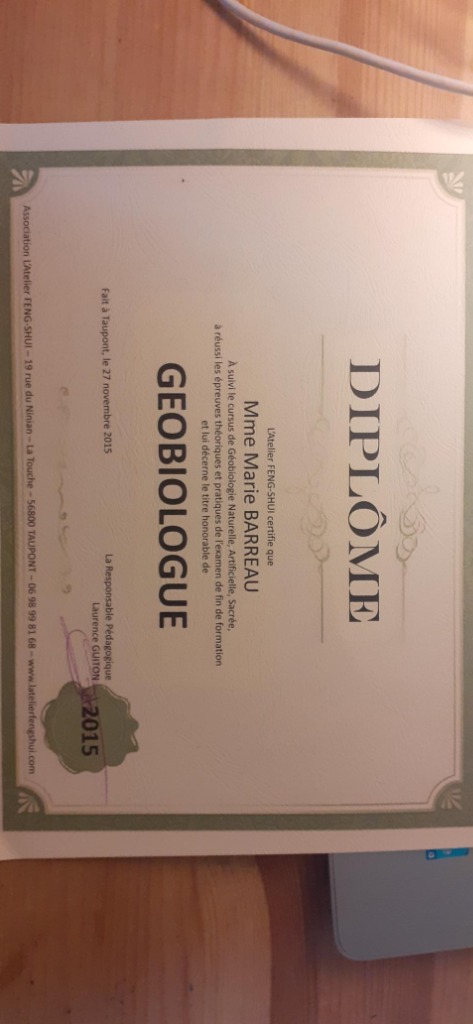 DIPLÔME
L'Atelier FENG-SHUI certifie que
Mme Marie BARREAU
À suivi le cursus de Géobiologie Naturelle, Artificielle, Sacrée,
à réussi les épreuves théoriques et pratiques de l'examen de fin de formation
et lui décerne le titre honorable de
GEOBIOLOGUE
Fait à Taupont, le 27 novembre 2015
La Responsable Pédagogique
Laurence GUITON
2015
Association L'Atelier FENG-SHUI – 19 rue du Ninian – La Touche – 56800 TAUPONT – 06 98 99 81 68 – www.latelierfengshui.com